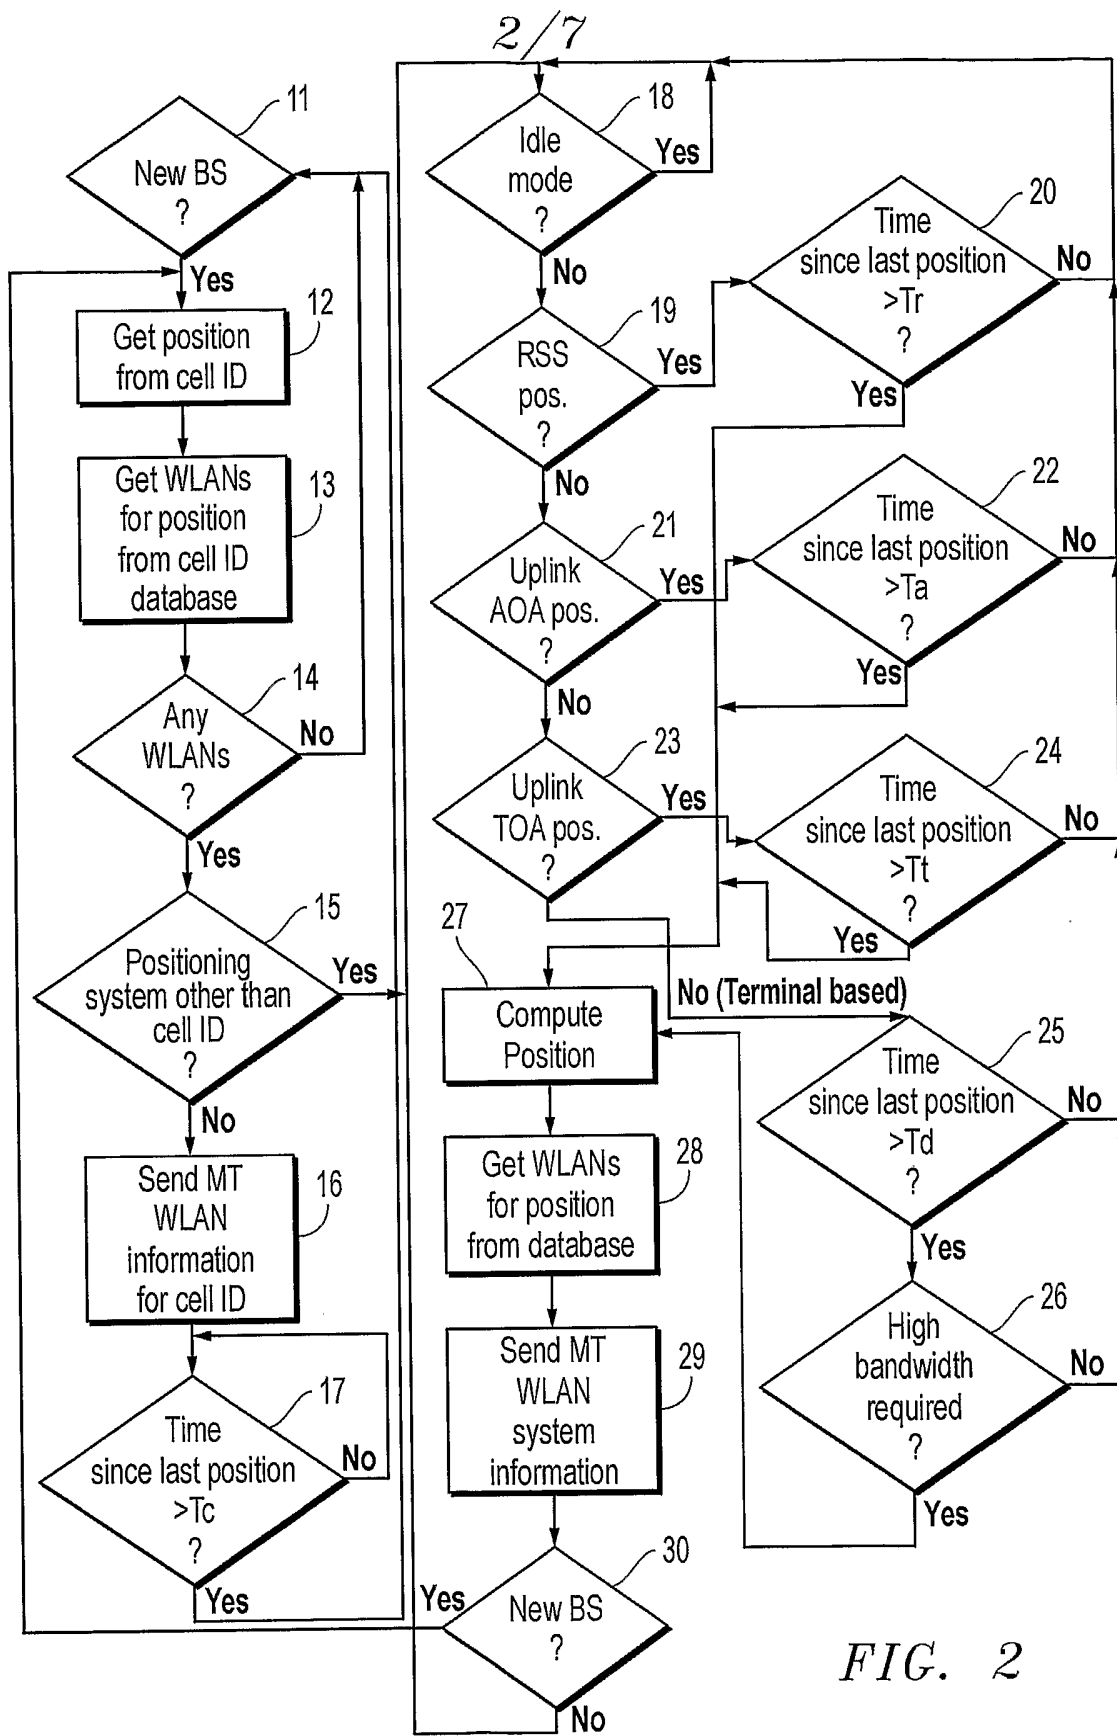 2/7
11
New BS
?
Yes
12
Get position
from cell ID
13
Get WLANs
for position
from cell ID
database
14
Any
WLANs
?
No
Yes
15
Positioning
system other than
cell ID
?
Yes
No
16
Send MT
WLAN
information
for cell ID
17
Time
since last position
>Tc
?
No
Yes
18
Idle
mode
?
Yes
No
19
RSS
pos.
?
Yes
No
20
Time
since last position
>Tr
?
No
Yes
21
Uplink
AOA pos.
?
Yes
No
22
Time
since last position
>Ta
?
No
Yes
23
Uplink
TOA pos.
?
Yes
No (Terminal based)
24
Time
since last position
>Tt
?
No
Yes
25
Time
since last position
>Td
?
No
Yes
26
High
bandwidth
required
?
No
Yes
27
Compute
Position
28
Get WLANs
for position
from database
29
Send MT
WLAN
system
information
30
New BS
?
Yes
No
FIG. 2